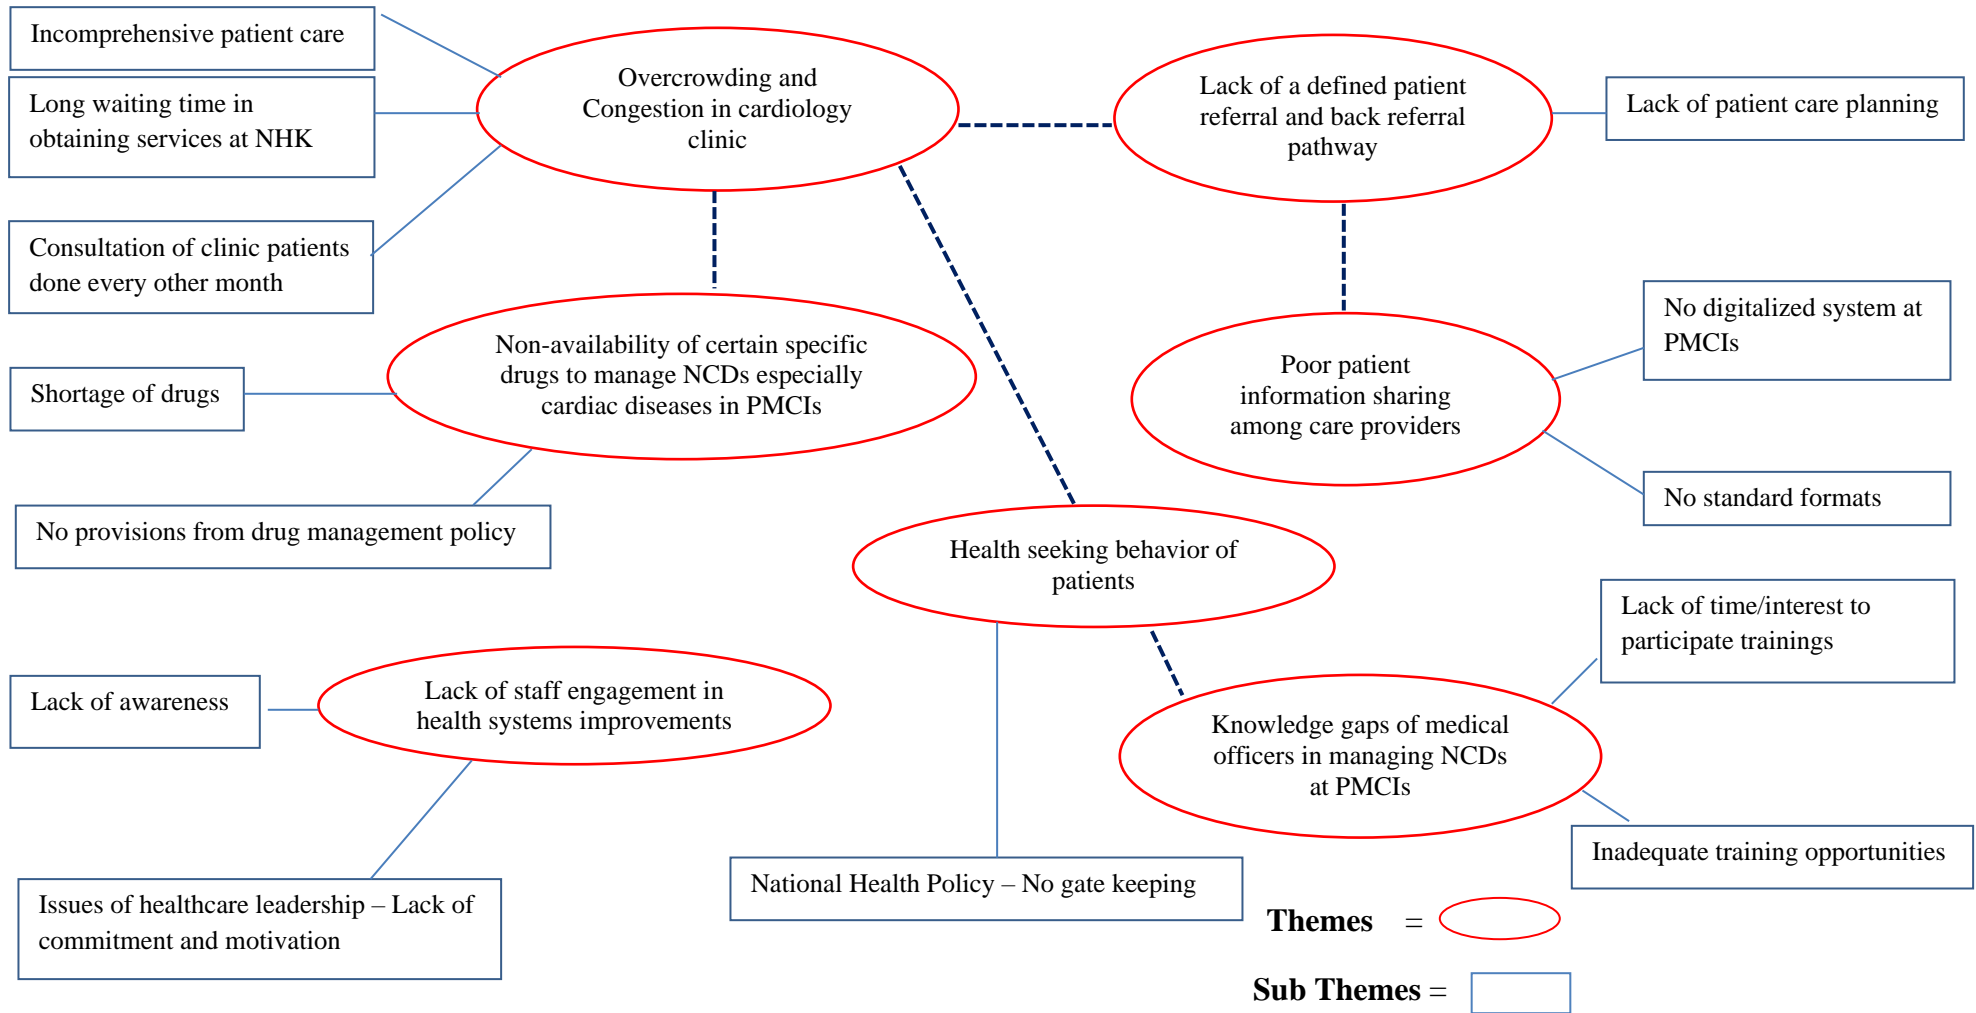 Incomprehensive patient care
Long waiting time in
obtaining services at NHK
Consultation of clinic patients
done every other month
Overcrowding and
Congestion in cardiology
clinic
Lack of a defined patient
referral and back referral
pathway
Lack of patient care planning
Non-availability of certain specific
drugs to manage NCDs especially
cardiac diseases in PMCIs
Shortage of drugs
No provisions from drug management policy
Poor patient
information sharing
among care providers
No digitalized system at
PMCIs
No standard formats
Health seeking behavior of
patients
Lack of time/interest to
participate trainings
Lack of awareness
Lack of staff engagement in
health systems improvements
Knowledge gaps of medical
officers in managing NCDs
at PMCIs
Inadequate training opportunities
Issues of healthcare leadership – Lack of
commitment and motivation
National Health Policy – No gate keeping
Themes =
Sub Themes =